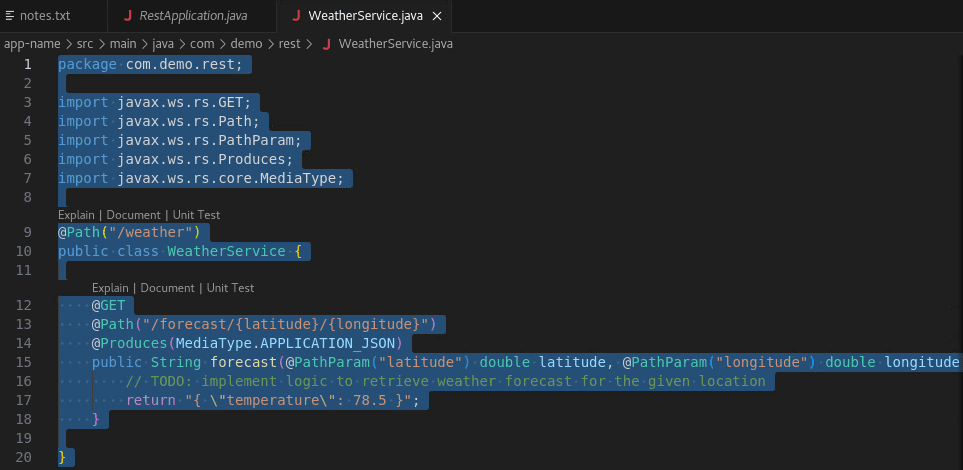 notes.txt RestApplication.java WeatherService.java
app-name > src > main > java > com > demo > rest > WeatherService.java
1 package com.demo.rest;
2
3 import javax.ws.rs.GET;
4 import javax.ws.rs.Path;
5 import javax.ws.rs.PathParam;
6 import javax.ws.rs.Produces;
7 import javax.ws.rs.core.MediaType;
8
Explain | Document | Unit Test
9 @Path("/weather")
10 public class WeatherService {
11
Explain | Document | Unit Test
12 @GET
13 @Path("/forecast/{latitude}/{longitude}")
14 @Produces(MediaType.APPLICATION_JSON)
15 public String forecast(@PathParam("latitude") double latitude, @PathParam("longitude") double longitude
16 // TODO: implement logic to retrieve weather forecast for the given location
17 return "{ \"temperature\": 78.5 }";
18 }
19
20 }